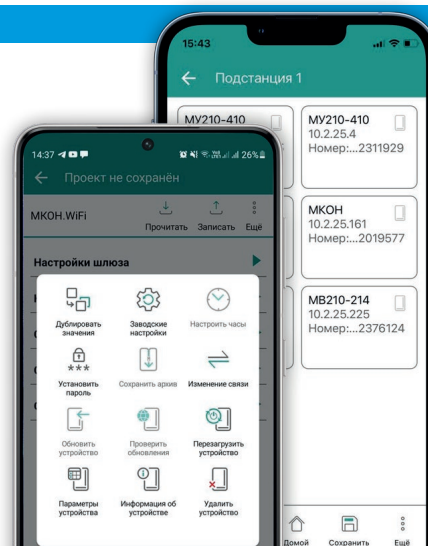 15:43
Подстанция 1
МУ210-410
МУ210-410
10.2.25.4
Номер:...2311929
МКОН
10.2.25.161
Номер:...2019577
МВ210-214
10.2.25.225
Номер:...2376124
Домой
Сохранить
Ещё
14:37
26%
Проект не сохранён
МКОН.WiFi
Прочитать
Записать
Ещё
Настройки шлюза
Дублировать
значения
Заводские
настройки
Настроить часы
Установить
пароль
Сохранить архив
Изменение связи
Обновить
устройство
Проверить
обновления
Перезагрузить
устройство
Параметры
устройства
Информация об
устройстве
Удалить
устройство